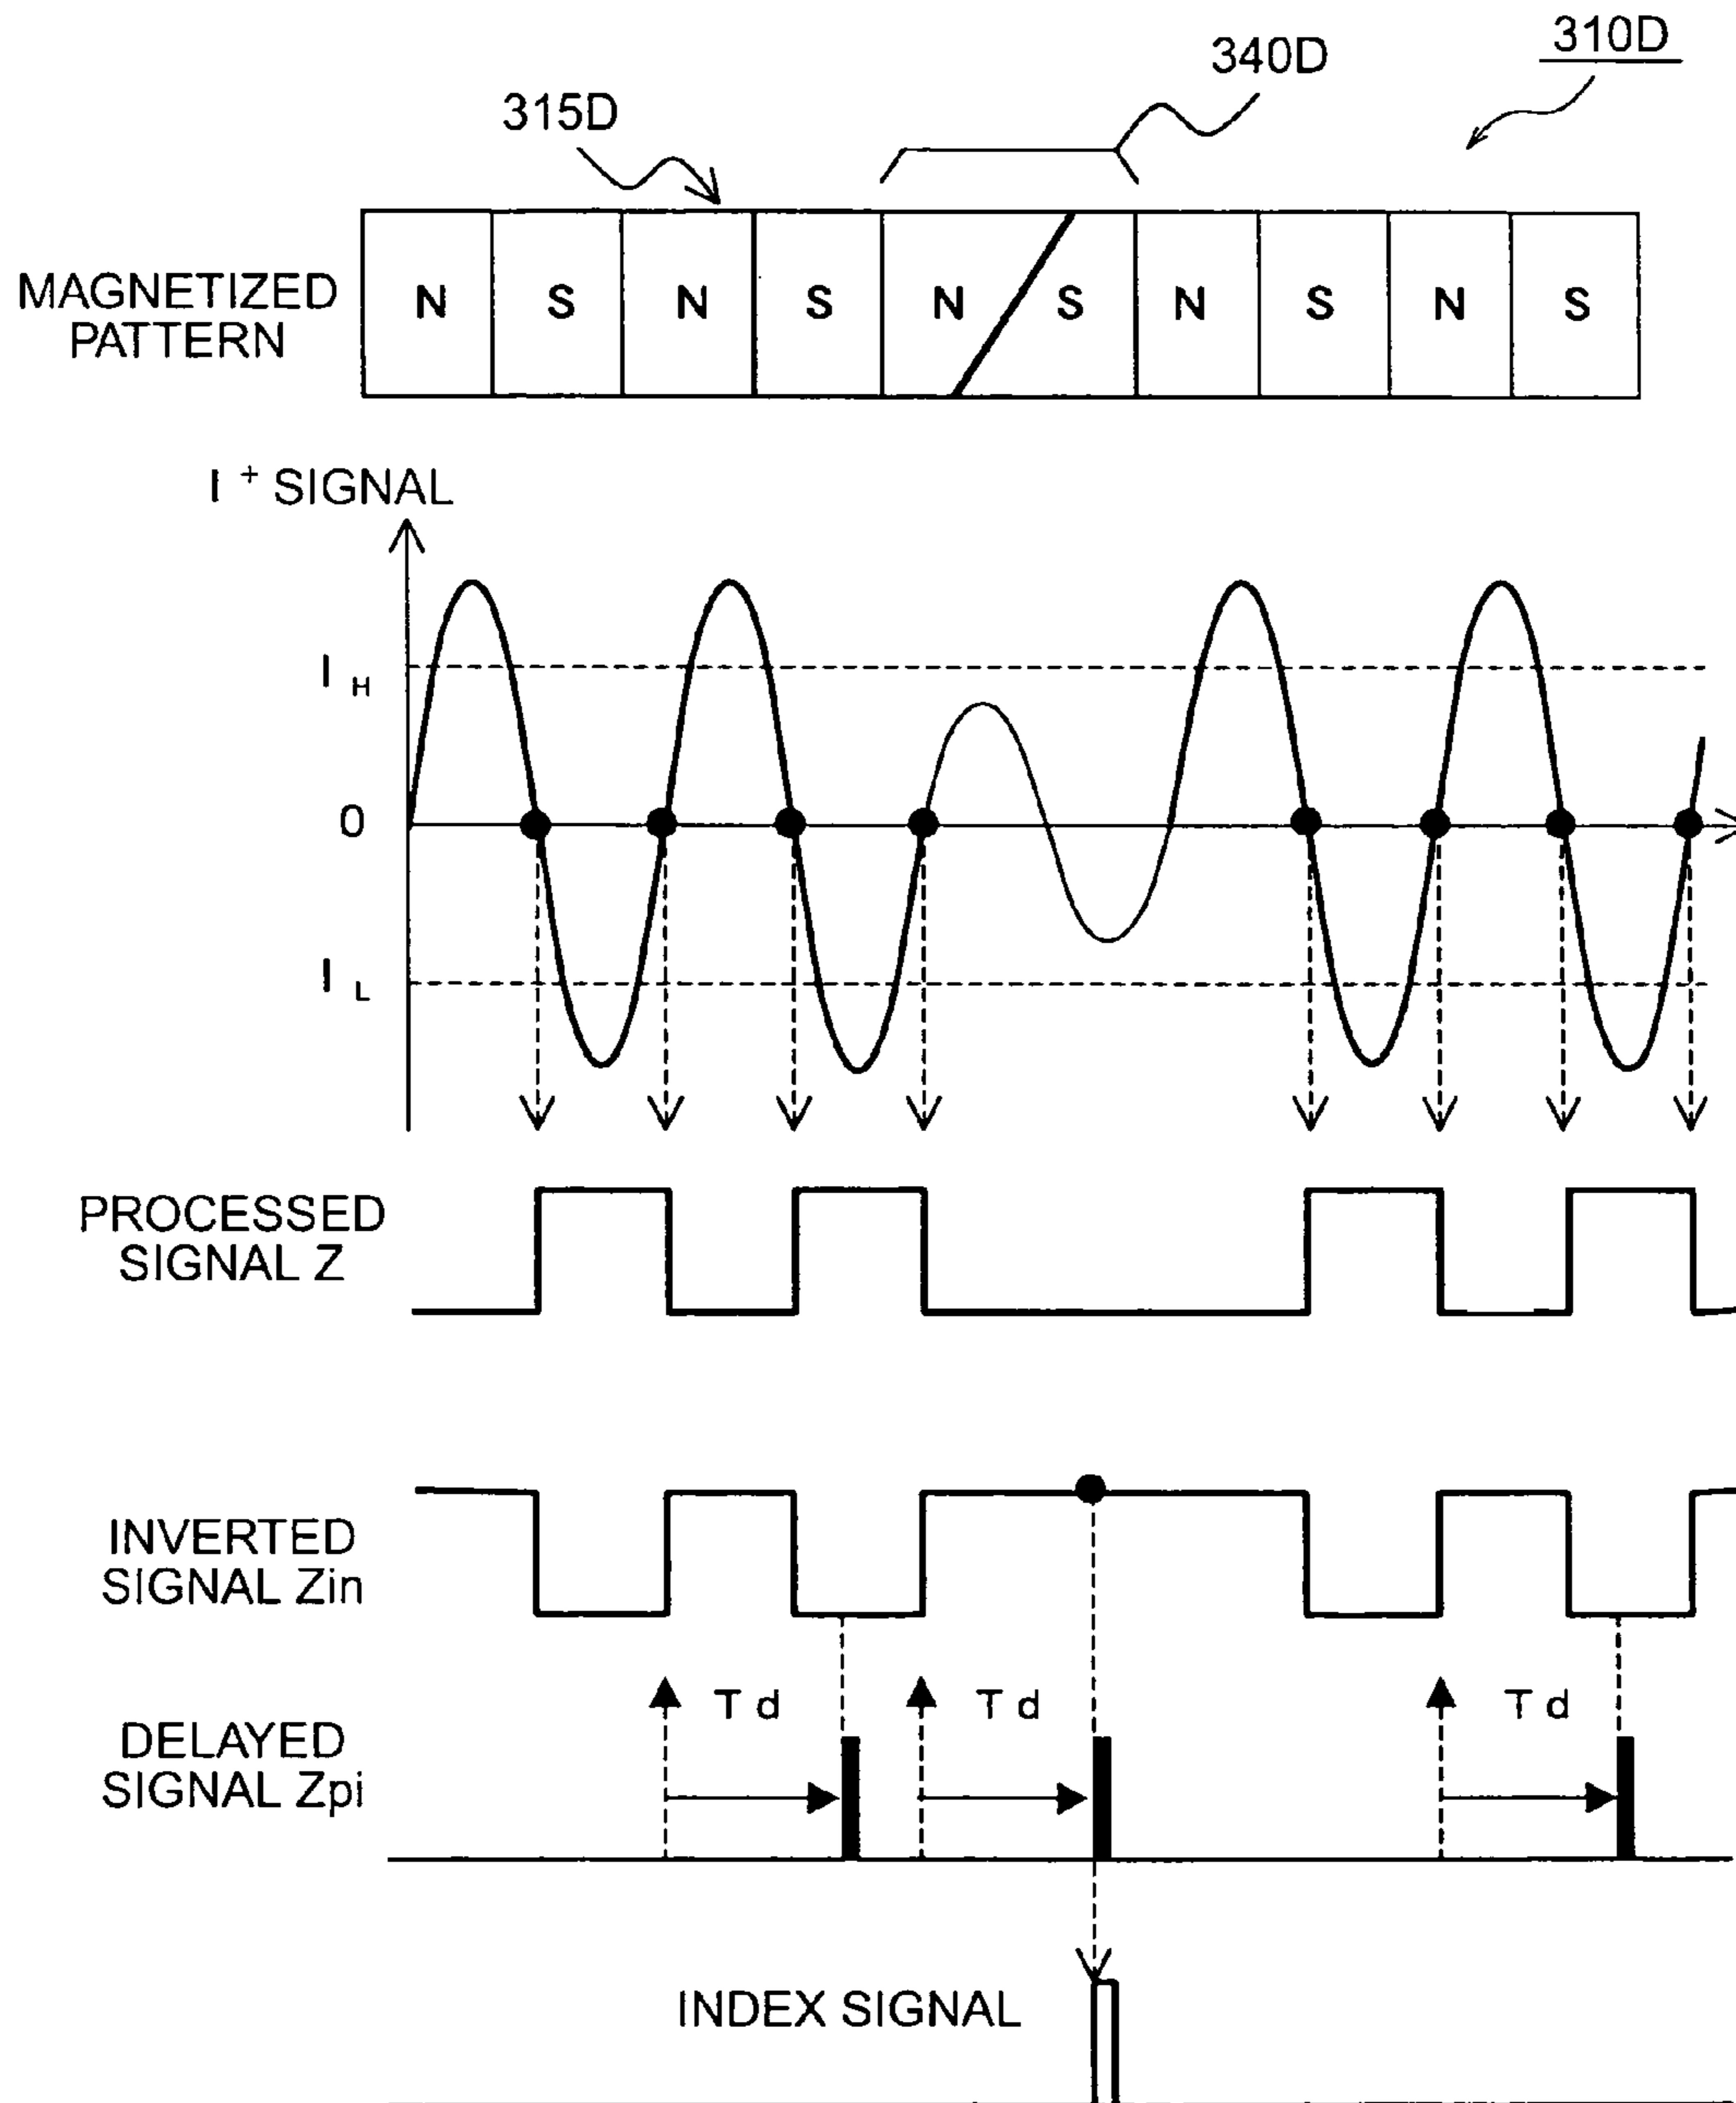 310D
340D
315D
MAGNETIZED
PATTERN
N S N S N S N S N S
I + SIGNAL
I H
0
I L
PROCESSED
SIGNAL Z
INVERTED
SIGNAL Zin
T d T d T d
DELAYED
SIGNAL Zpi
INDEX SIGNAL